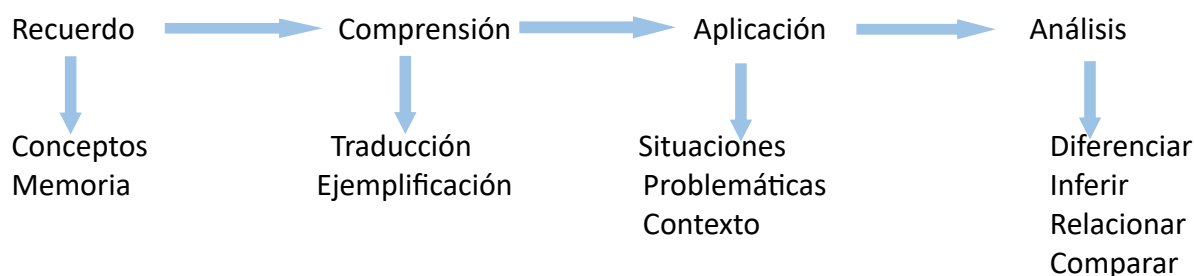 Recuerdo Comprensión Aplicación Análisis
Conceptos Traducción Situaciones Diferenciar
Memoria Ejemplificación Problemáticas Inferir
Contexto Relacionar
Comparar